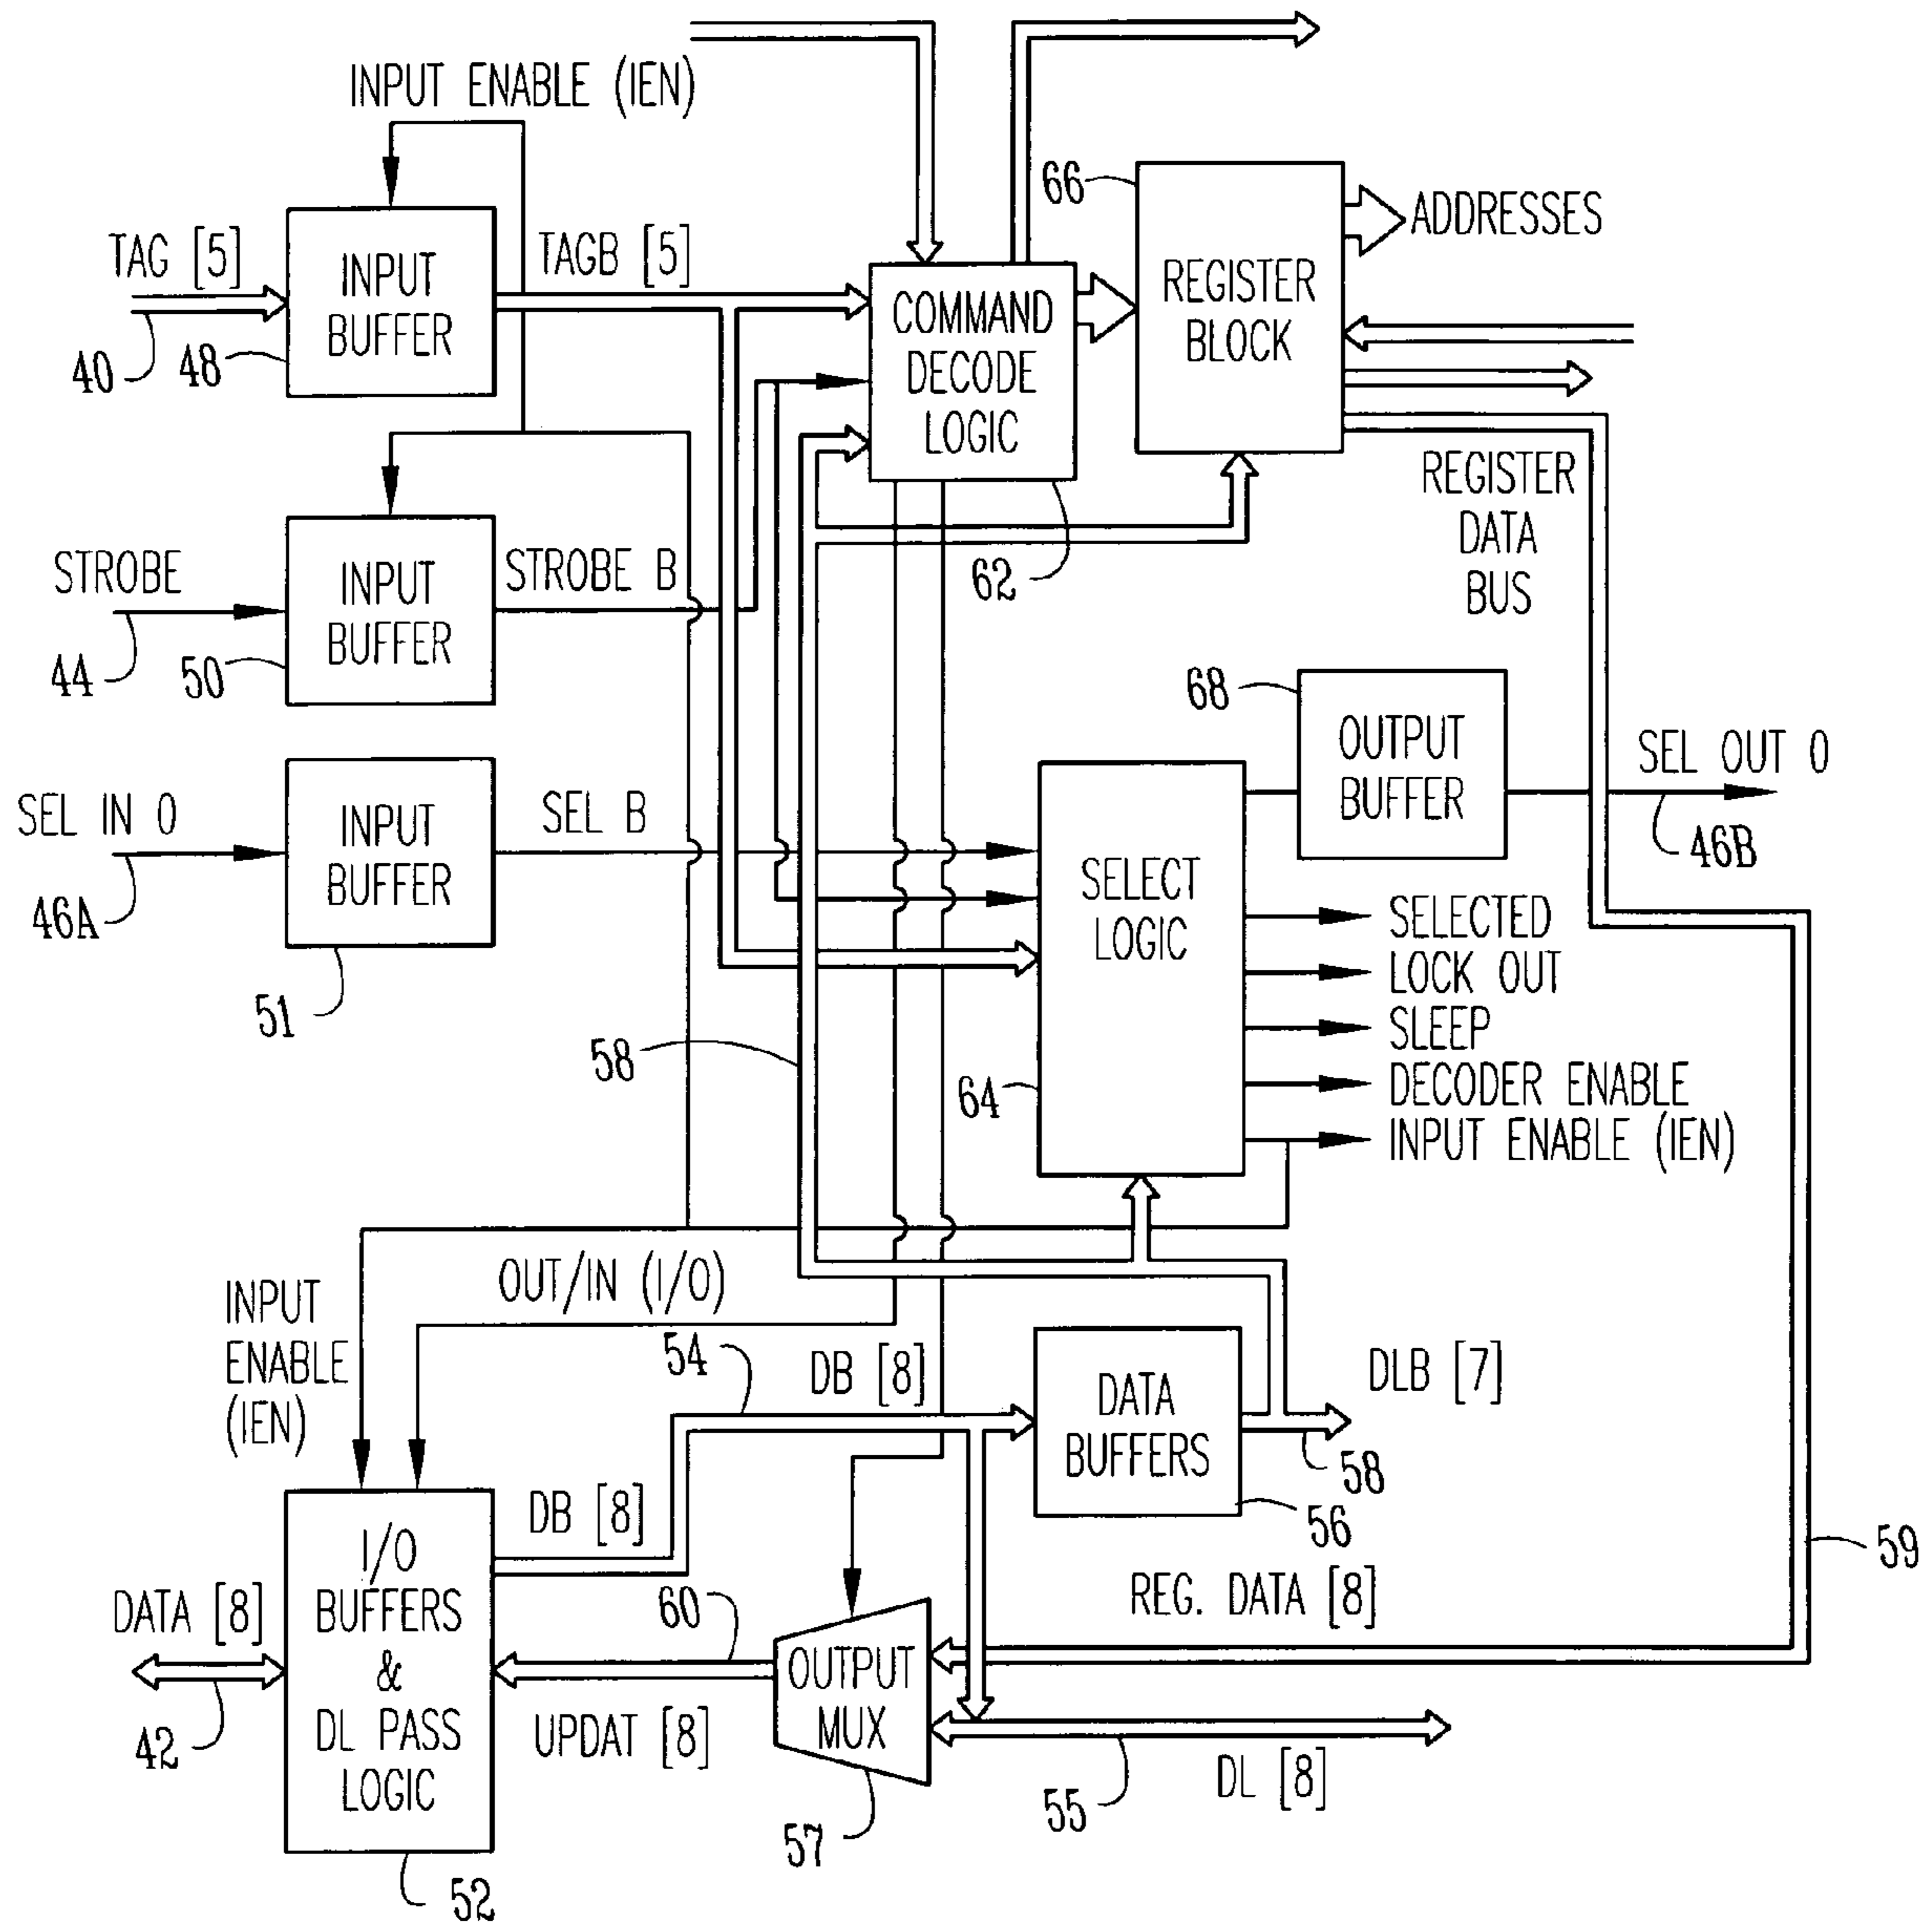 INPUT ENABLE (IEN)
66
ADDRESSES
TAG [5]
INPUT
BUFFER
TAGB [5]
COMMAND
DECODE
LOGIC
REGISTER
BLOCK
40
48
REGISTER
DATA
BUS
STROBE
INPUT
BUFFER
STROBE B
62
44
50
68
OUTPUT
BUFFER
SEL OUT 0
46B
SEL IN 0
INPUT
BUFFER
SEL B
SELECT
LOGIC
46A
51
SELECTED
LOCK OUT
SLEEP
DECODER ENABLE
INPUT ENABLE (IEN)
58
64
INPUT
ENABLE
(IEN)
OUT/IN (I/O)
54
DB [8]
DATA
BUFFERS
DLB [7]
58
56
DB [8]
I/O
BUFFERS
&
DL PASS
LOGIC
59
DATA [8]
42
60
REG. DATA [8]
OUTPUT
MUX
UPDAT [8]
55
DL [8]
57
52